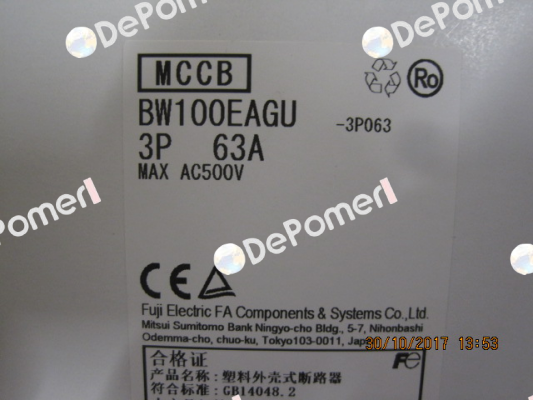 MCCB
BW100EAGU -3P063
3P 63A
MAX AC500V
CE
Fuji Electric FA Components & Systems Co.,Ltd.
Mitsui Sumitomo Bank Ningyo-cho Bldg., 5-7, Nihonbashi
Odemma-cho, chuo-ku, Tokyo103-0011, Japan
30/10/2017 13:53
合格证
产品名称:塑料外壳式断路器
符合标准:GB14048.2
Ro
Fe
DePomerl
DePomerl
DePomerl
DePomerl
DePomerl